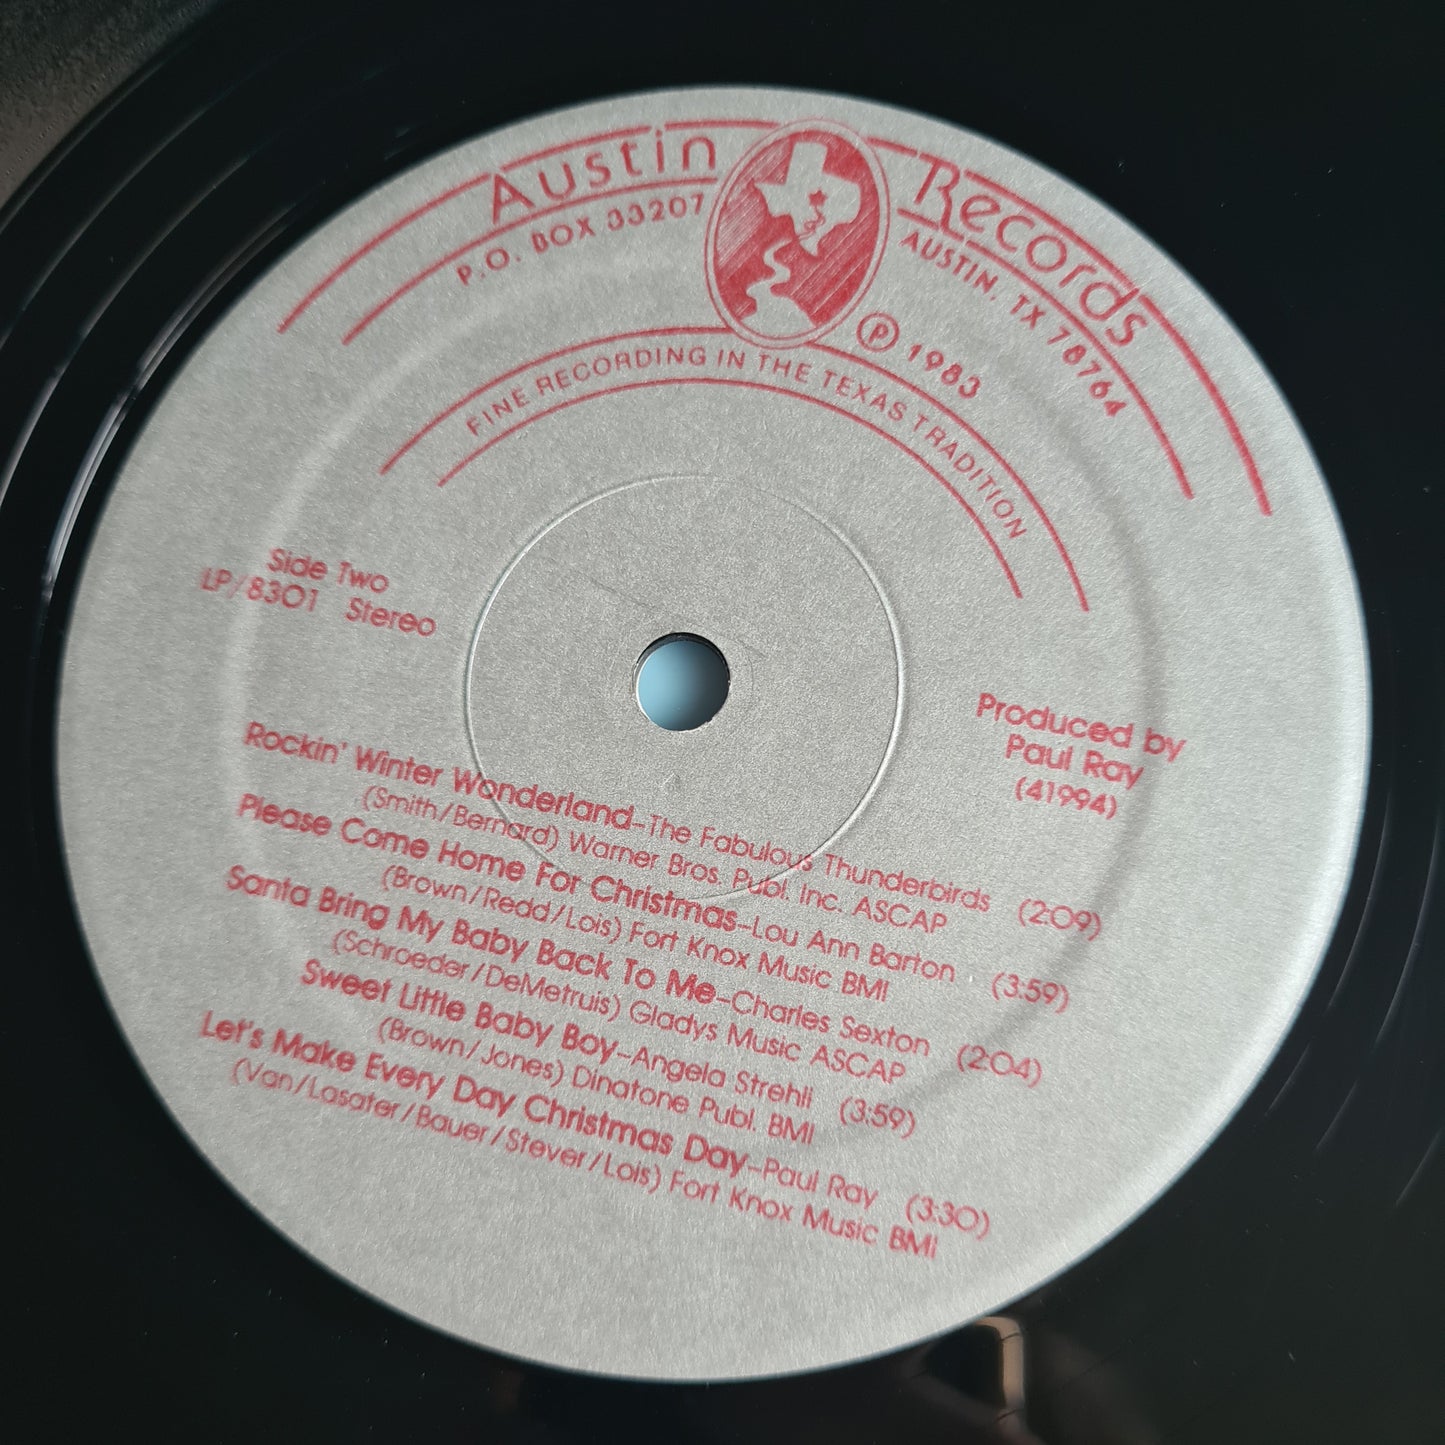 Austin Records
P.O. BOX 33207 AUSTIN, TX 78764
℗ 1983
FINE RECORDING IN THE TEXAS TRADITION
Side Two
LP/8301 Stereo
Produced by
Paul Ray
(41994)
Rockin' Winter Wonderland–The Fabulous Thunderbirds (2:09)
(Smith/Bernard) Warner Bros. Publ. Inc. ASCAP
Please Come Home For Christmas–Lou Ann Barton (3:59)
(Brown/Redd/Lois) Fort Knox Music BMI
Santa Bring My Baby Back To Me–Charles Sexton (2:04)
(Schroeder/DeMetruis) Gladys Music ASCAP
Sweet Little Baby Boy–Angela Strehli (3:59)
(Brown/Jones) Dinatone Publ. BMI
Let's Make Every Day Christmas Day–Paul Ray (3:30)
(Van/Lasater/Bauer/Stever/Lois) Fort Knox Music BMI